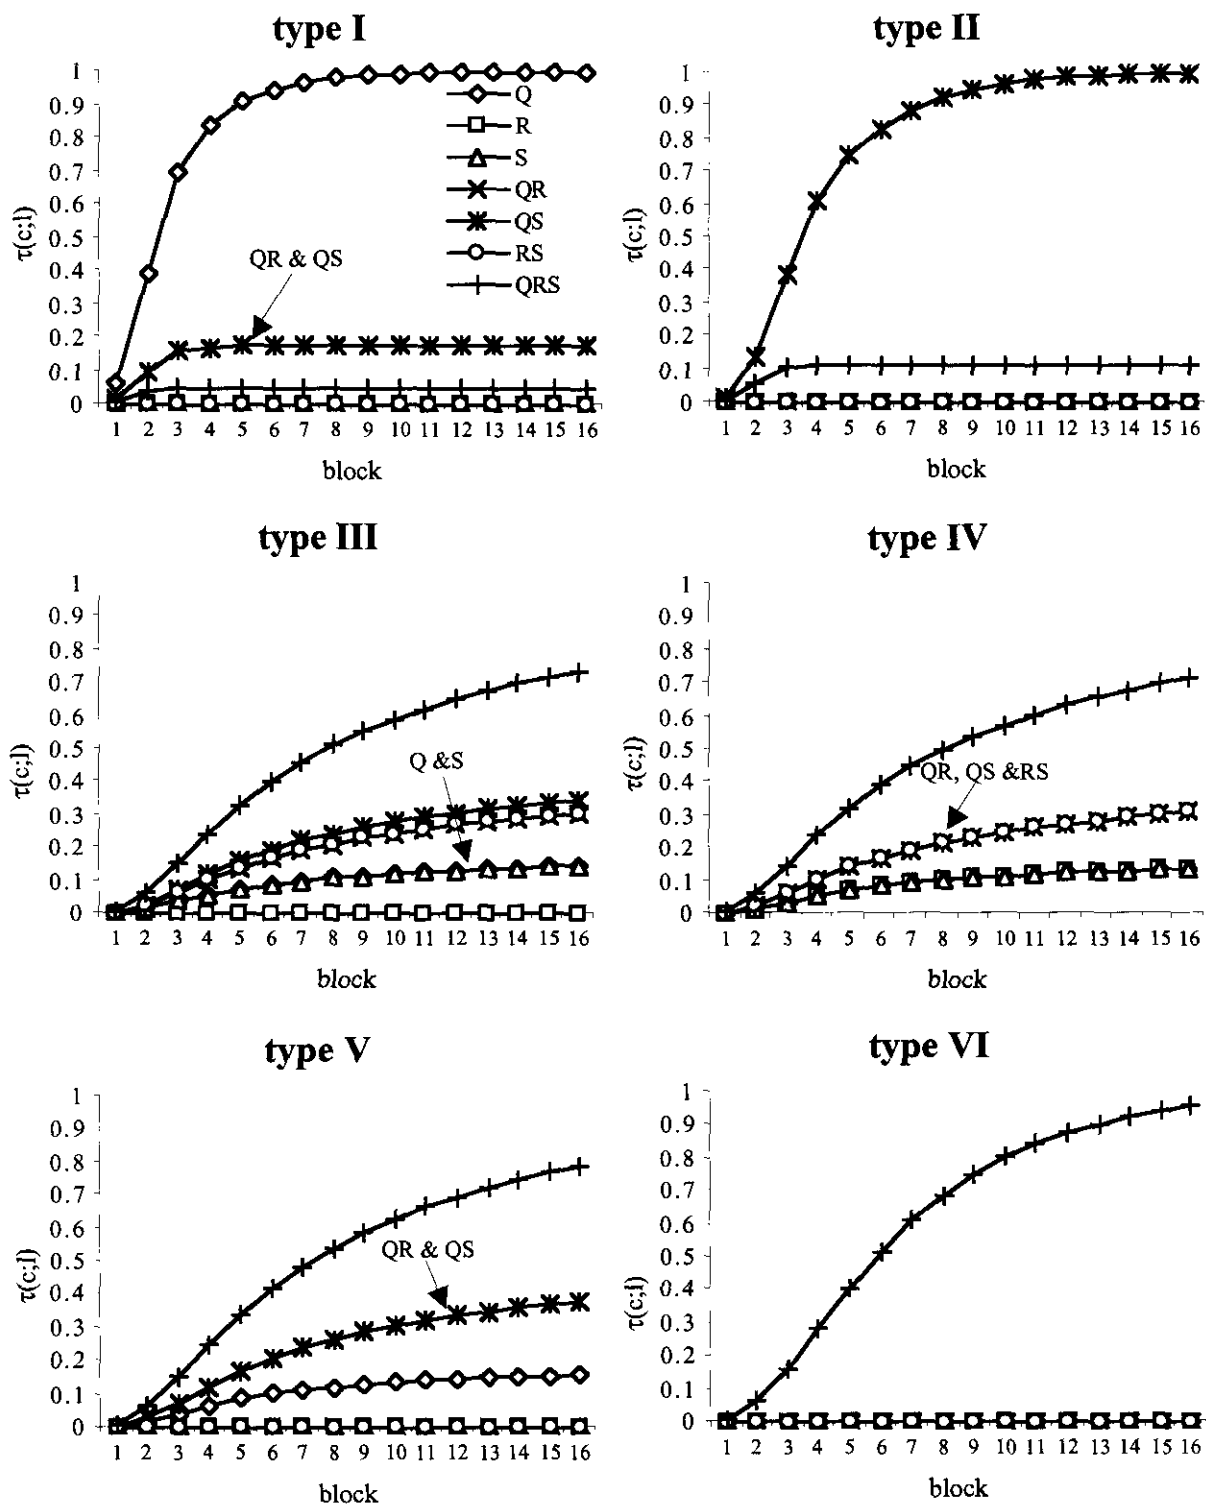 type I
τ(c;l)
1
0.9
0.8
0.7
0.6
0.5
0.4
0.3
0.2
0.1
0
Q
R
S
QR
QS
RS
QRS
QR & QS
1 2 3 4 5 6 7 8 9 10 11 12 13 14 15 16
block
type II
τ(c;l)
1
0.9
0.8
0.7
0.6
0.5
0.4
0.3
0.2
0.1
0
1 2 3 4 5 6 7 8 9 10 11 12 13 14 15 16
block
type III
τ(c;l)
1
0.9
0.8
0.7
0.6
0.5
0.4
0.3
0.2
0.1
0
Q &S
1 2 3 4 5 6 7 8 9 10 11 12 13 14 15 16
block
type IV
τ(c;l)
1
0.9
0.8
0.7
0.6
0.5
0.4
0.3
0.2
0.1
0
QR, QS &RS
1 2 3 4 5 6 7 8 9 10 11 12 13 14 15 16
block
type V
τ(c;l)
1
0.9
0.8
0.7
0.6
0.5
0.4
0.3
0.2
0.1
0
QR & QS
1 2 3 4 5 6 7 8 9 10 11 12 13 14 15 16
block
type VI
τ(c;l)
1
0.9
0.8
0.7
0.6
0.5
0.4
0.3
0.2
0.1
0
1 2 3 4 5 6 7 8 9 10 11 12 13 14 15 16
block